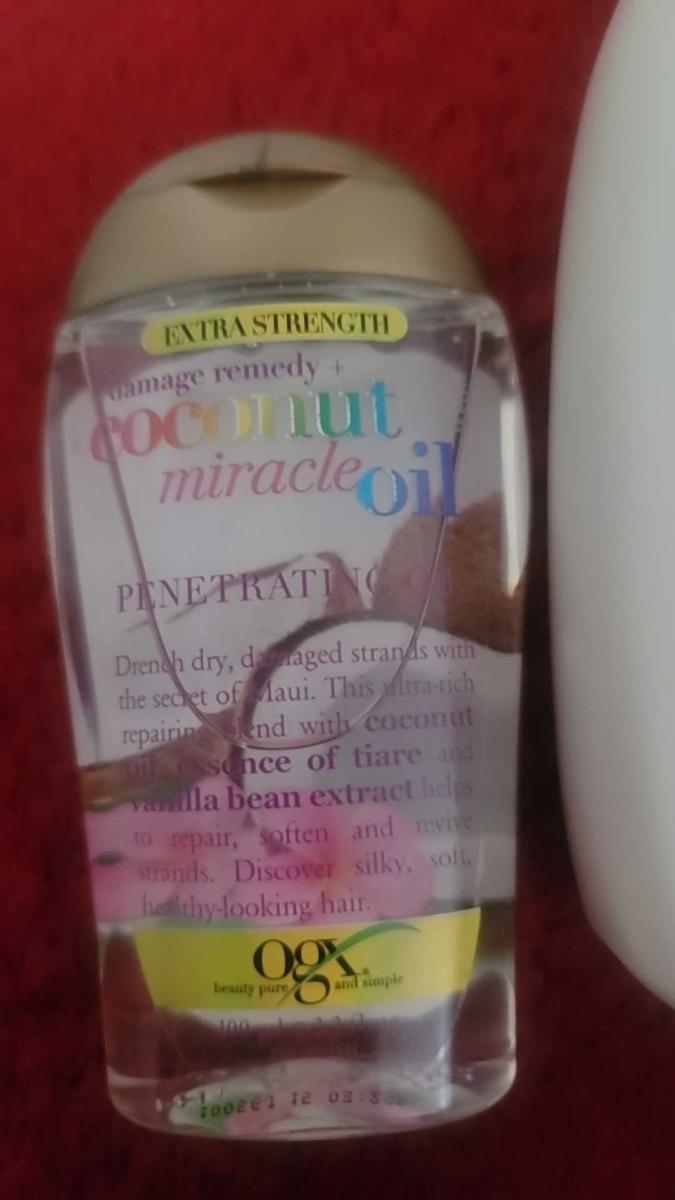 EXTRA STRENGTH
damage remedy +
coconut
miracle oil
PENETRATING
Drench dry, damaged strands with
the secret of Maui. This ultra-rich
repairing blend with coconut
oil, essence of tiare and
vanilla bean extract helps
to repair, soften and revive
strands. Discover silky, soft,
healthy-looking hair.
ogx®
beauty pure and simple
100